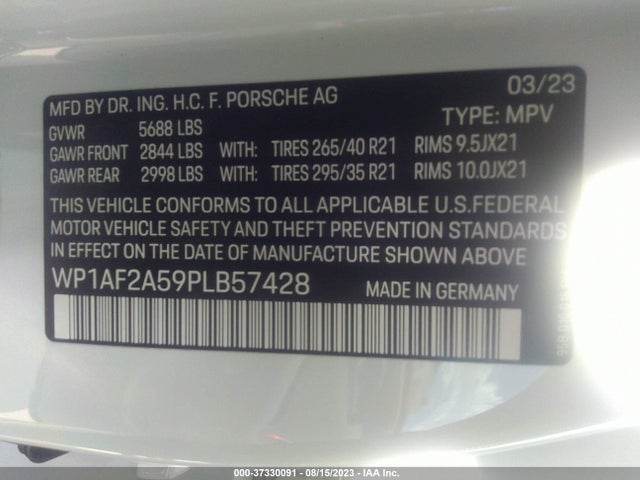 MFD BY DR. ING. H.C. F. PORSCHE AG 03/23
GVWR 5688 LBS TYPE: MPV
GAWR FRONT 2844 LBS WITH: TIRES 265/40 R21 RIMS 9.5JX21
GAWR REAR 2998 LBS WITH: TIRES 295/35 R21 RIMS 10.0JX21
THIS VEHICLE CONFORMS TO ALL APPLICABLE U.S.FEDERAL
MOTOR VEHICLE SAFETY AND THEFT PREVENTION STANDARDS
IN EFFECT ON THE DATE OF MANUFACTURE SHOWN ABOVE.
WP1AF2A59PLB57428 MADE IN GERMANY
000-37330091 - 08/15/2023 - IAA Inc.